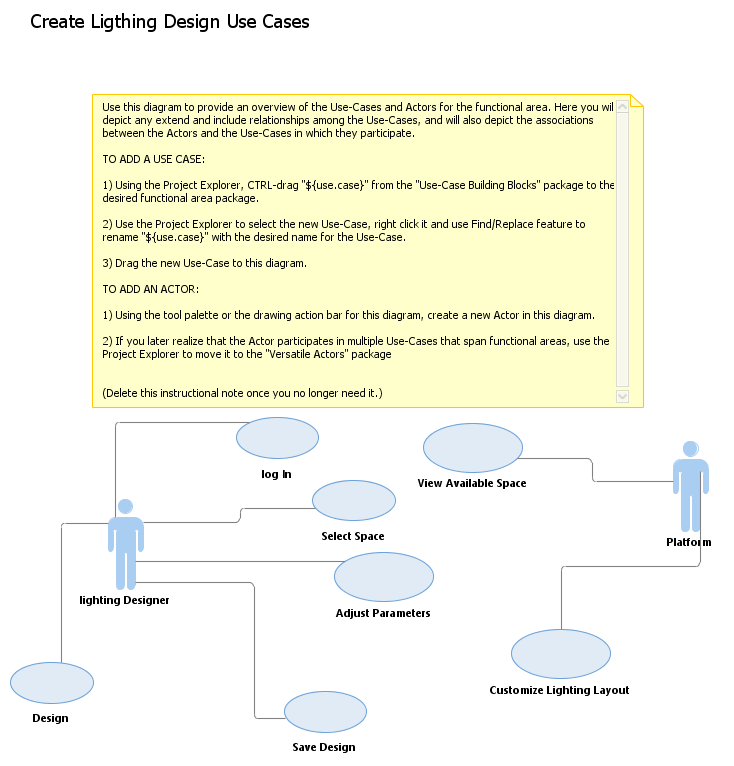 Create Ligthing Design Use Cases
Use this diagram to provide an overview of the Use-Cases and Actors for the functional area. Here you wil
depict any extend and include relationships among the Use-Cases, and will also depict the associations
between the Actors and the Use-Cases in which they participate.
TO ADD A USE CASE:
1) Using the Project Explorer, CTRL-drag "${use.case}" from the "Use-Case Building Blocks" package to the
desired functional area package.
2) Use the Project Explorer to select the new Use-Case, right click it and use Find/Replace feature to
rename "${use.case}" with the desired name for the Use-Case.
3) Drag the new Use-Case to this diagram.
TO ADD AN ACTOR:
1) Using the tool palette or the drawing action bar for this diagram, create a new Actor in this diagram.
2) If you later realize that the Actor participates in multiple Use-Cases that span functional areas, use the
Project Explorer to move it to the "Versatile Actors" package
(Delete this instructional note once you no longer need it.)
log In
View Available Space
Select Space
Platform
lighting Designer
Adjust Parameters
Customize Lighting Layout
Design
Save Design